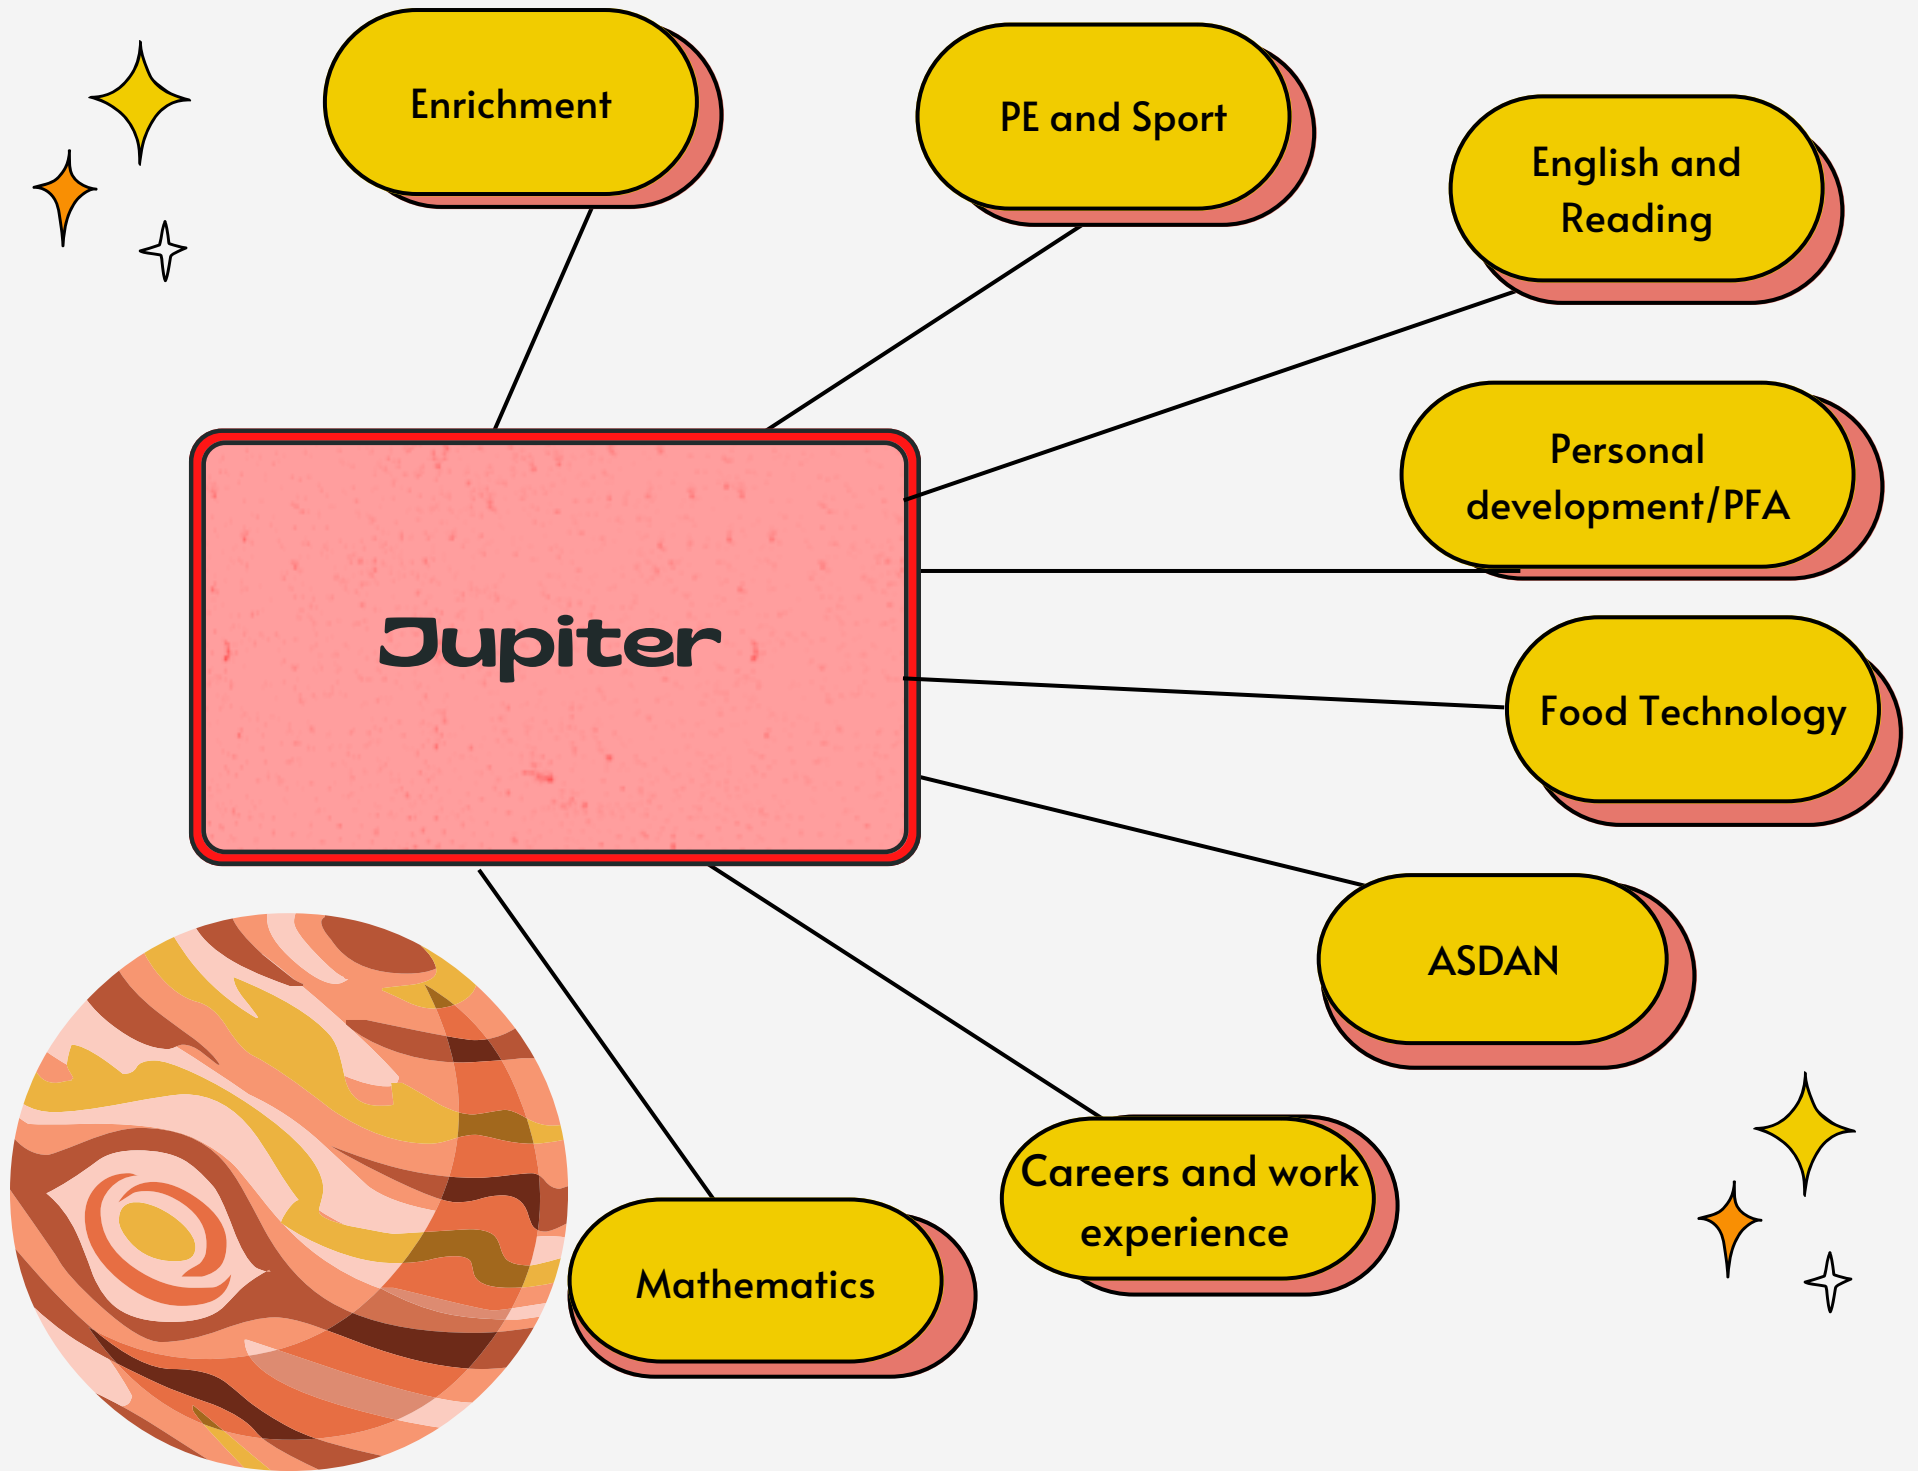 Enrichment
PE and Sport
English and
Reading
Personal
development/PFA
Jupiter
Food Technology
ASDAN
Careers and work
experience
Mathematics